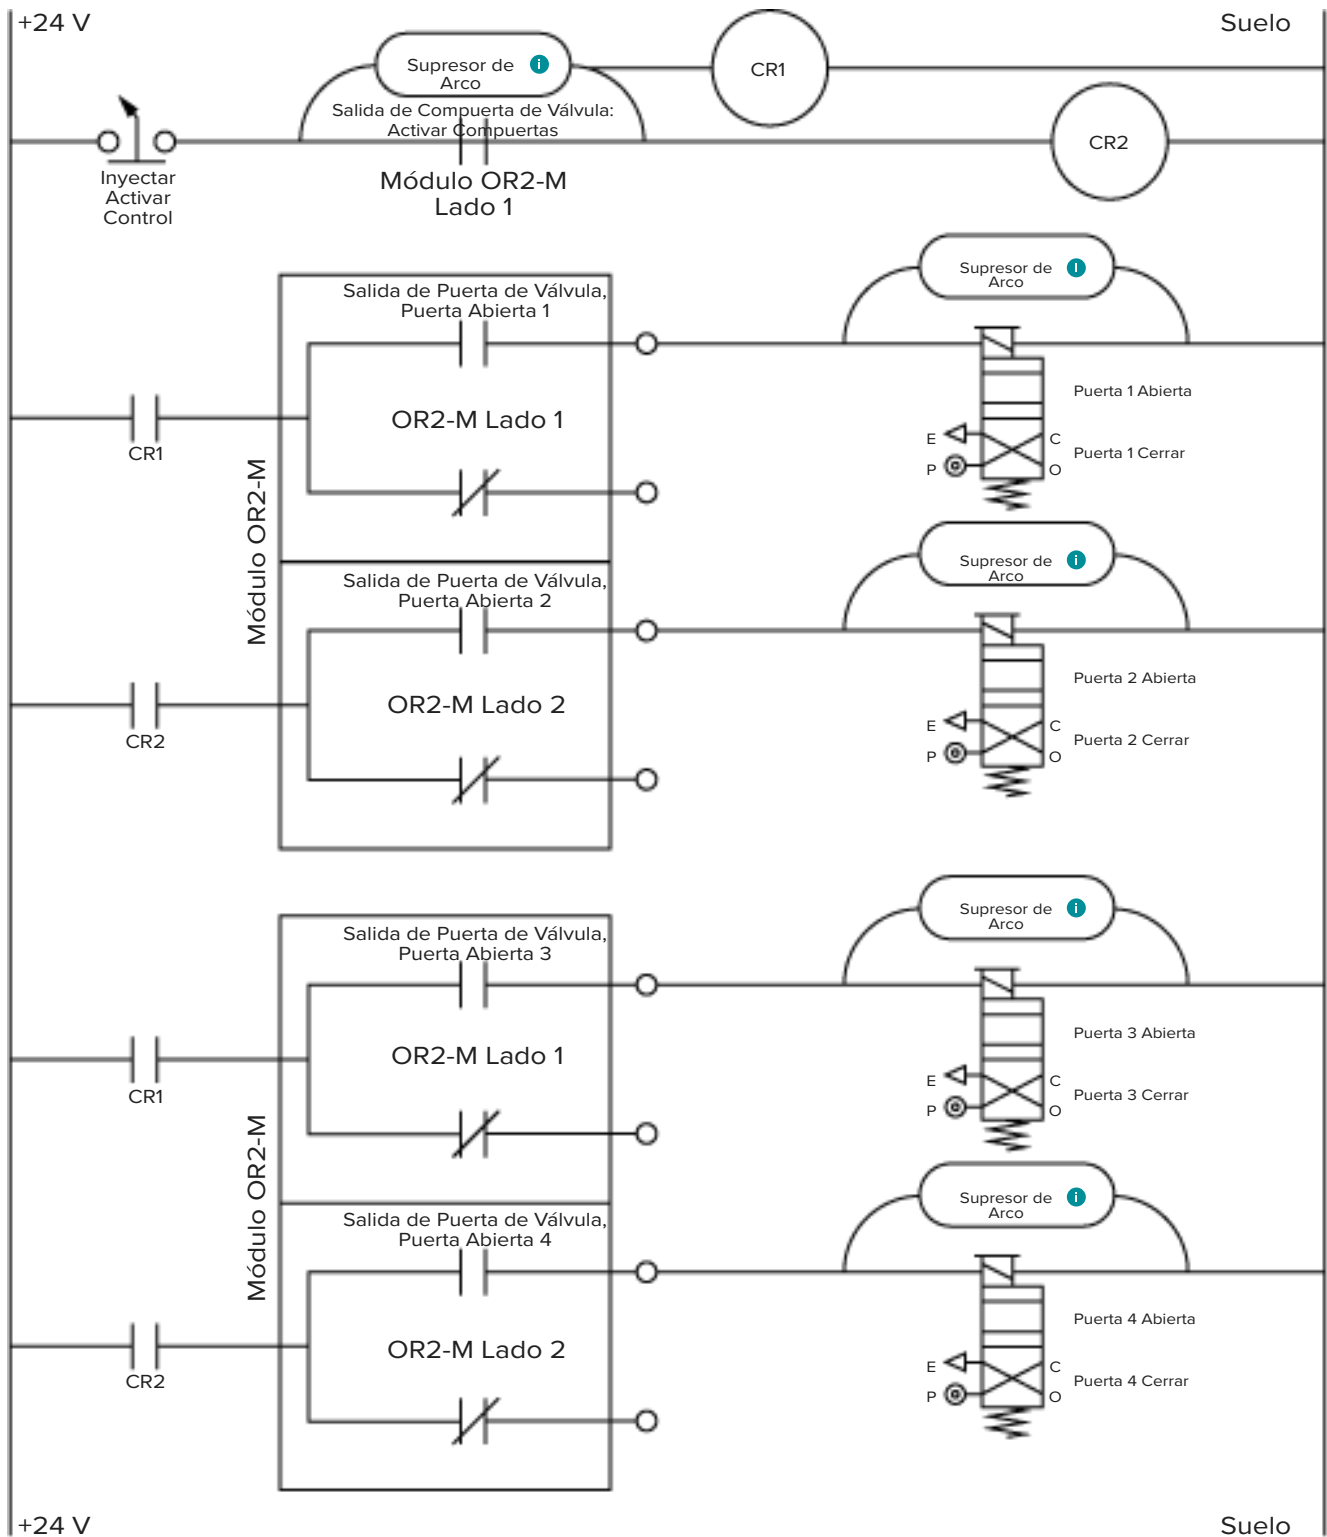 +24 V
Suelo
Supresor de
Arco
i
CR1
Salida de Compuerta de Válvula:
Activar Compuertas
CR2
Inyectar
Activar
Control
Módulo OR2-M
Lado 1
Supresor de
Arco
i
Salida de Puerta de Válvula,
Puerta Abierta 1
Puerta 1 Abierta
OR2-M Lado 1
E
C
CR1
Puerta 1 Cerrar
P
O
Módulo OR2-M
Supresor de
Arco
i
Salida de Puerta de Válvula,
Puerta Abierta 2
Puerta 2 Abierta
OR2-M Lado 2
E
C
CR2
Puerta 2 Cerrar
P
O
Supresor de
Arco
i
Salida de Puerta de Válvula,
Puerta Abierta 3
Puerta 3 Abierta
OR2-M Lado 1
E
C
CR1
Puerta 3 Cerrar
P
O
Módulo OR2-M
Supresor de
Arco
i
Salida de Puerta de Válvula,
Puerta Abierta 4
Puerta 4 Abierta
OR2-M Lado 2
E
C
CR2
Puerta 4 Cerrar
P
O
+24 V
Suelo